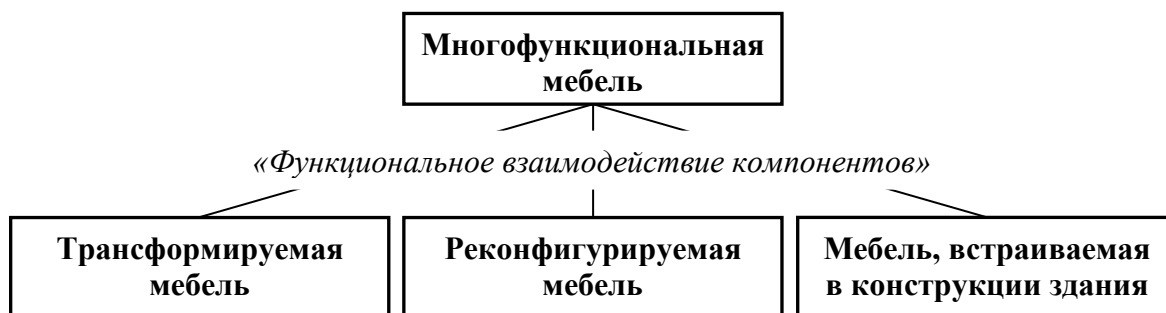 Многофункциональная
мебель
«Функциональное взаимодействие компонентов»
Трансформируемая
мебель
Реконфигурируемая
мебель
Мебель, встраиваемая
в конструкции здания